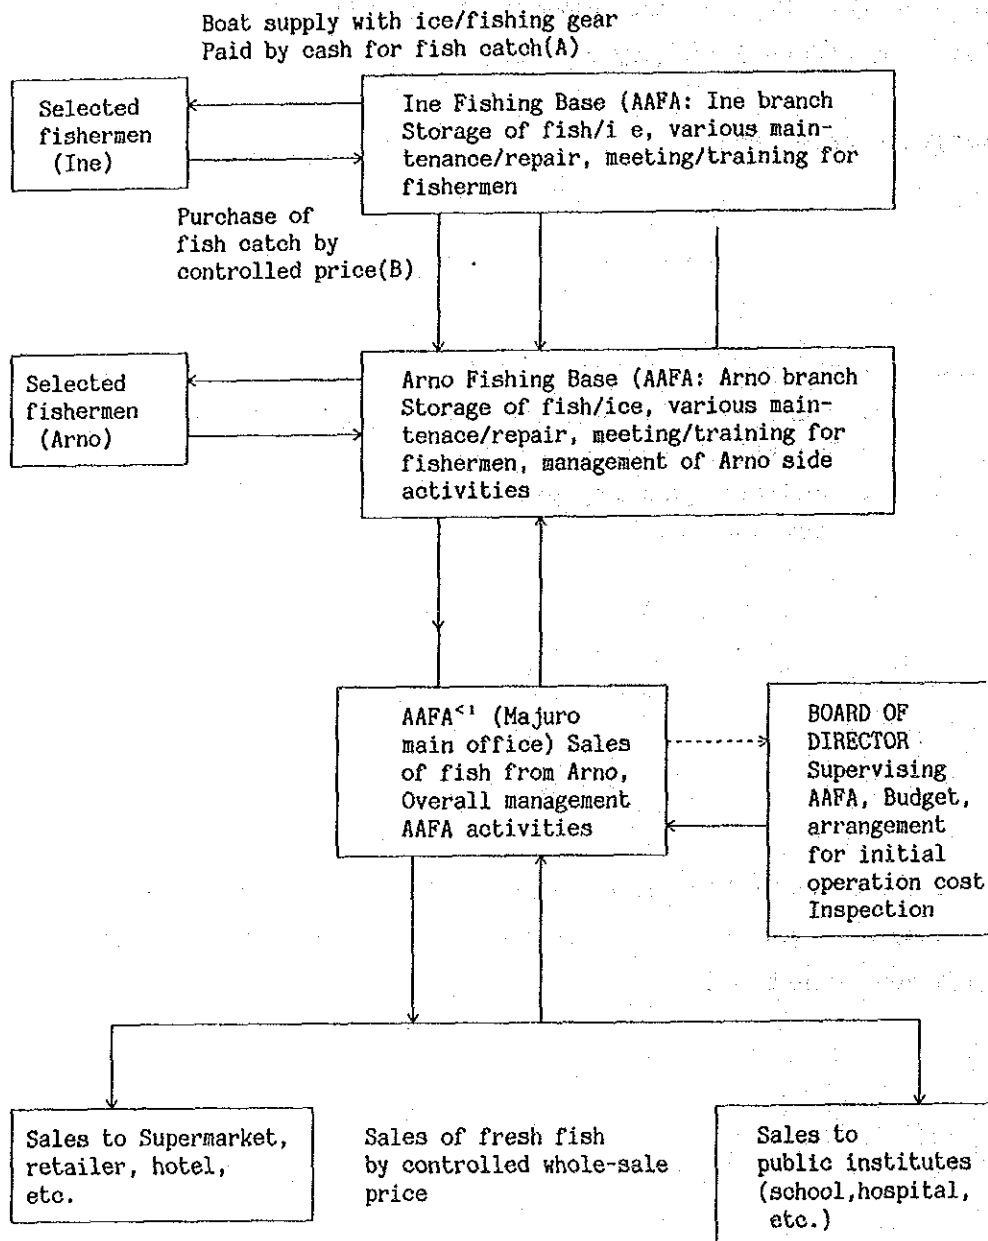 Boat supply with ice/fishing gear
Paid by cash for fish catch(A)
Selected
fishermen
(Ine)
Ine Fishing Base (AAFA: Ine branch
Storage of fish/i e, various main-
tenance/repair, meeting/training for
fishermen
Purchase of
fish catch by
controlled price(B)
Selected
fishermen
(Arno)
Arno Fishing Base (AAFA: Arno branch
Storage of fish/ice, various main-
tenace/repair, meeting/training for
fishermen, management of Arno side
activities
AAFA<1 (Majuro
main office) Sales
of fish from Arno,
Overall management
AAFA activities
BOARD OF
DIRECTOR
Supervising
AAFA, Budget,
arrangement
for initial
operation cost
Inspection
Sales to Supermarket,
retailer, hotel,
etc.
Sales of fresh fish
by controlled whole-sale
price
Sales to
public institutes
(school,hospital,
etc.)